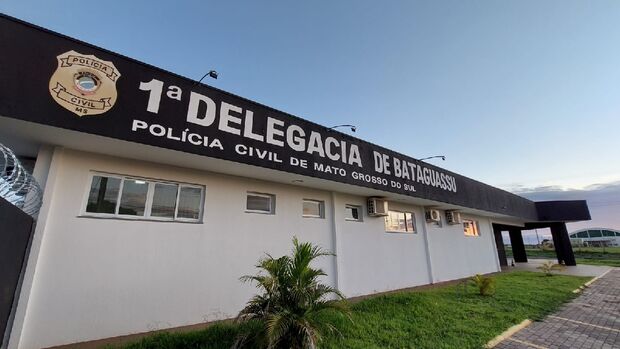 POLÍCIA
CIVIL
MS
1ª DELEGACIA DE BATAGUASSU
POLÍCIA CIVIL DE MATO GROSSO DO SUL